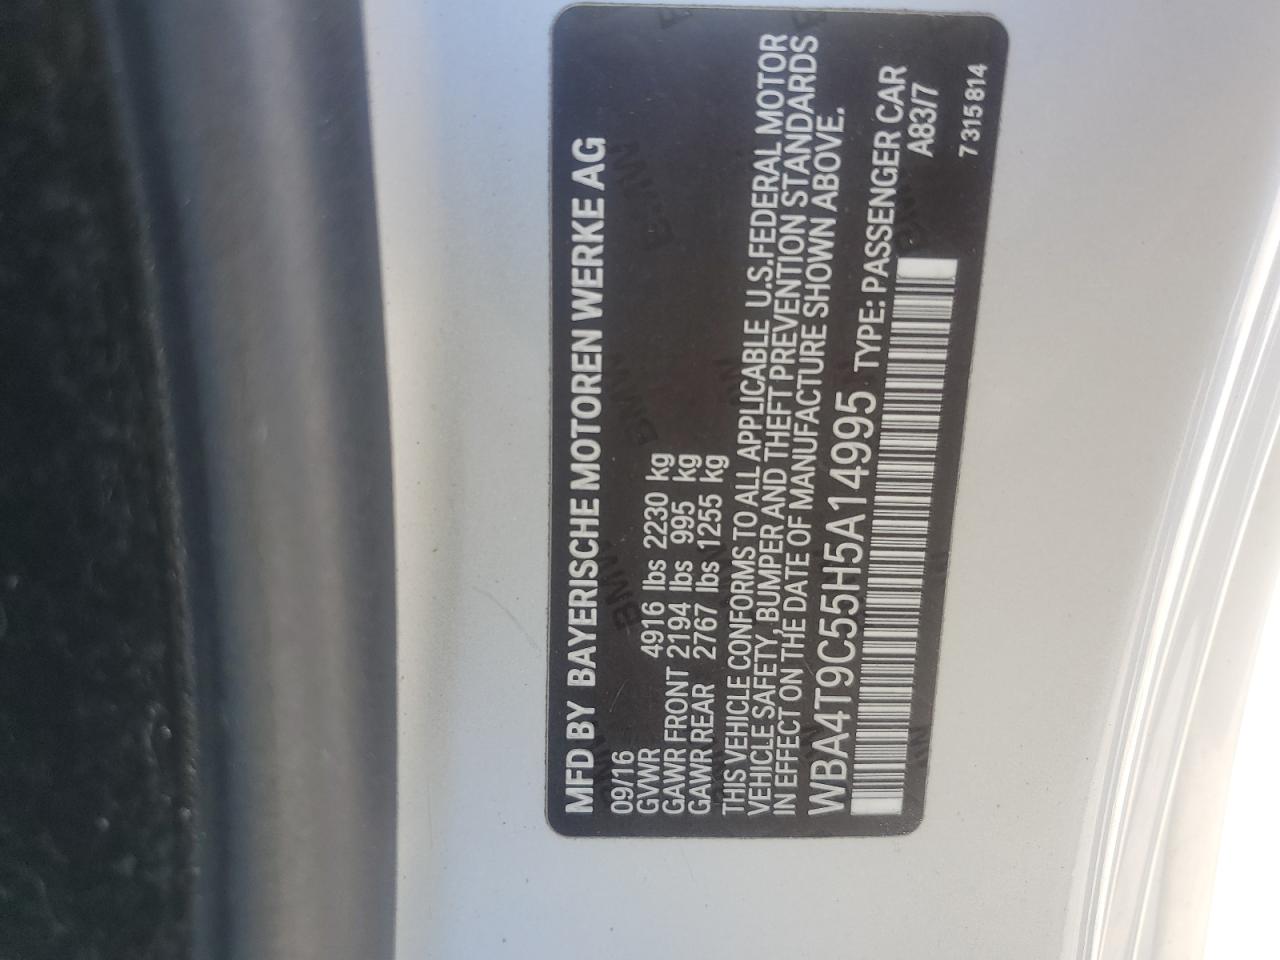 MFD BY BAYERISCHE MOTOREN WERKE AG
09/16
GVWR 4916 lbs 2230 kg
GAWR FRONT 2194 lbs 995 kg
GAWR REAR 2767 lbs 1255 kg
THIS VEHICLE CONFORMS TO ALL APPLICABLE U.S.FEDERAL MOTOR
VEHICLE SAFETY, BUMPER AND THEFT PREVENTION STANDARDS
IN EFFECT ON THE DATE OF MANUFACTURE SHOWN ABOVE.
WBA4T9C55H5A14995 TYPE: PASSENGER CAR
A83/7
7 315 814